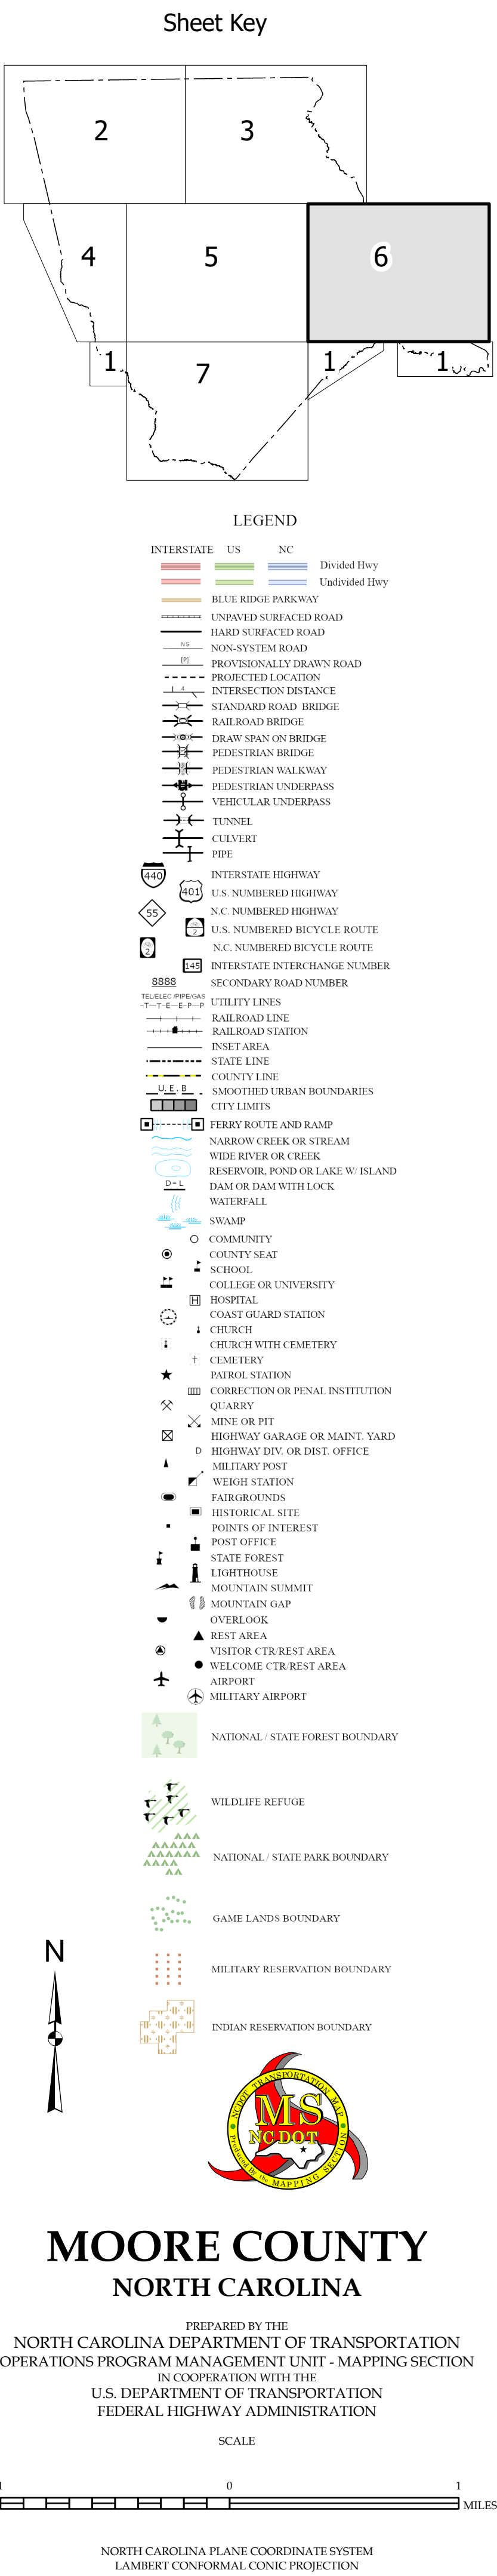 Sheet Key
2
3
4
5
6
1
7
1
1
LEGEND
INTERSTATE US NC
Divided Hwy
Undivided Hwy
BLUE RIDGE PARKWAY
UNPAVED SURFACED ROAD
HARD SURFACED ROAD
NS NON-SYSTEM ROAD
[P] PROVISIONALLY DRAWN ROAD
PROJECTED LOCATION
.4 INTERSECTION DISTANCE
STANDARD ROAD BRIDGE
RAILROAD BRIDGE
DRAW SPAN ON BRIDGE
PEDESTRIAN BRIDGE
PEDESTRIAN WALKWAY
PEDESTRIAN UNDERPASS
VEHICULAR UNDERPASS
TUNNEL
CULVERT
PIPE
440 INTERSTATE HIGHWAY
401 U.S. NUMBERED HIGHWAY
55 N.C. NUMBERED HIGHWAY
2 U.S. NUMBERED BICYCLE ROUTE
2 N.C. NUMBERED BICYCLE ROUTE
145 INTERSTATE INTERCHANGE NUMBER
8888 SECONDARY ROAD NUMBER
TEL/ELEC /PIPE/GAS
—T—T—E—E—P—P UTILITY LINES
RAILROAD LINE
RAILROAD STATION
INSET AREA
STATE LINE
COUNTY LINE
U. E. B SMOOTHED URBAN BOUNDARIES
CITY LIMITS
FERRY ROUTE AND RAMP
NARROW CREEK OR STREAM
WIDE RIVER OR CREEK
RESERVOIR, POND OR LAKE W/ ISLAND
D-L DAM OR DAM WITH LOCK
WATERFALL
SWAMP
COMMUNITY
COUNTY SEAT
SCHOOL
COLLEGE OR UNIVERSITY
H HOSPITAL
COAST GUARD STATION
CHURCH
CHURCH WITH CEMETERY
CEMETERY
PATROL STATION
CORRECTION OR PENAL INSTITUTION
QUARRY
MINE OR PIT
HIGHWAY GARAGE OR MAINT. YARD
D HIGHWAY DIV. OR DIST. OFFICE
MILITARY POST
WEIGH STATION
FAIRGROUNDS
HISTORICAL SITE
POINTS OF INTEREST
POST OFFICE
STATE FOREST
LIGHTHOUSE
MOUNTAIN SUMMIT
MOUNTAIN GAP
OVERLOOK
REST AREA
VISITOR CTR/REST AREA
WELCOME CTR/REST AREA
AIRPORT
MILITARY AIRPORT
NATIONAL / STATE FOREST BOUNDARY
WILDLIFE REFUGE
NATIONAL / STATE PARK BOUNDARY
GAME LANDS BOUNDARY
N
MILITARY RESERVATION BOUNDARY
INDIAN RESERVATION BOUNDARY
NCDOT TRANSPORTATION MAP
MS
NCDOT
Produced by the MAPPING SECTION
MOORE COUNTY
NORTH CAROLINA
PREPARED BY THE
NORTH CAROLINA DEPARTMENT OF TRANSPORTATION
OPERATIONS PROGRAM MANAGEMENT UNIT - MAPPING SECTION
IN COOPERATION WITH THE
U.S. DEPARTMENT OF TRANSPORTATION
FEDERAL HIGHWAY ADMINISTRATION
SCALE
1 0 1
MILES
NORTH CAROLINA PLANE COORDINATE SYSTEM
LAMBERT CONFORMAL CONIC PROJECTION